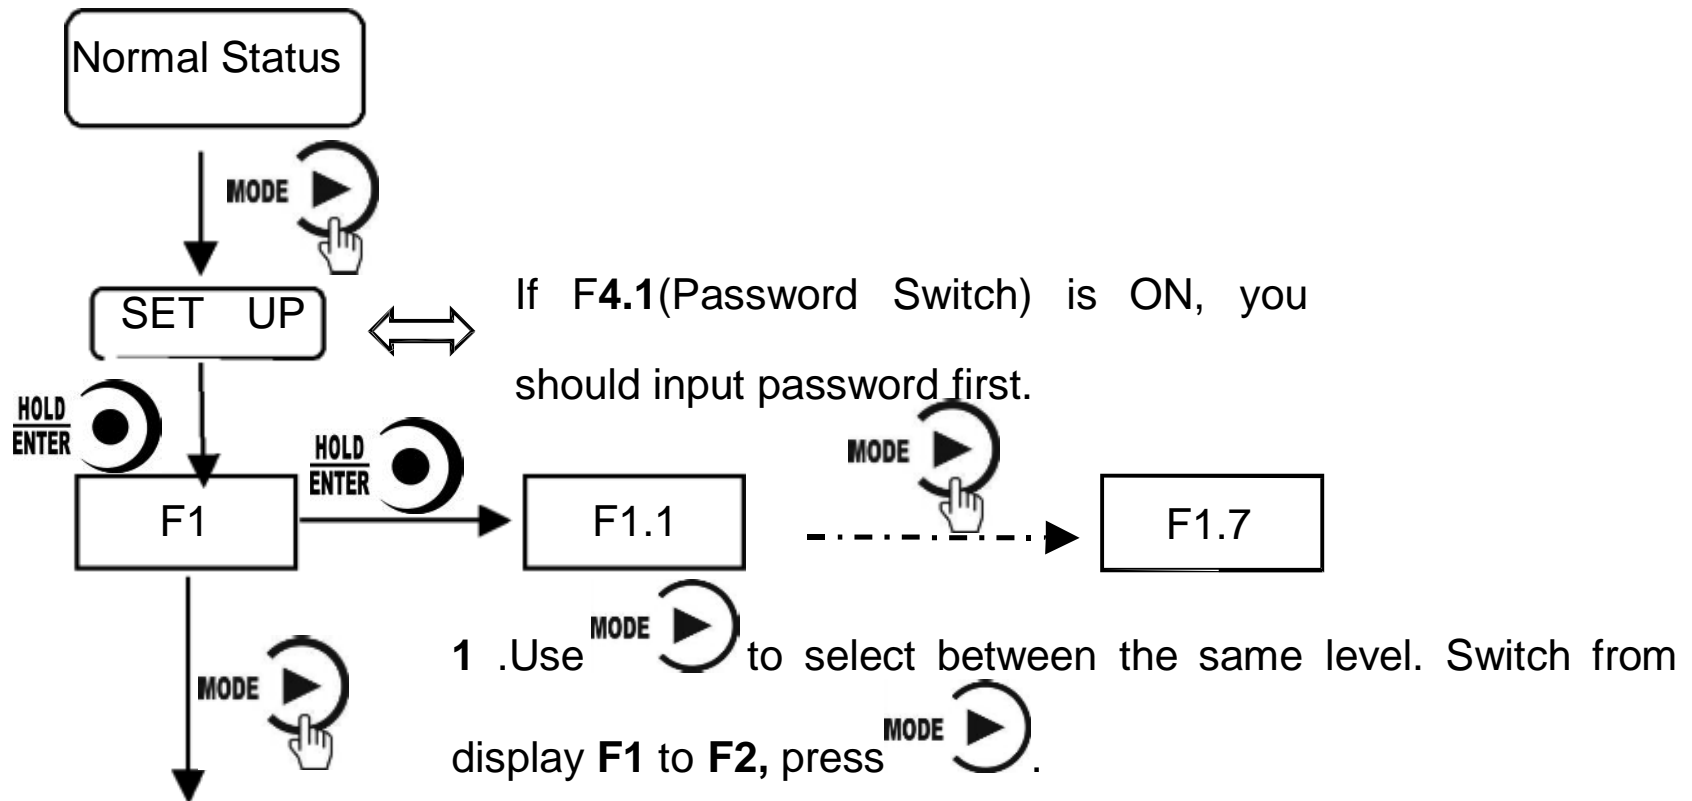 Normal Status
MODE
SET UP
If F4.1(Password Switch) is ON, you
should input password first.
HOLD
ENTER
HOLD
ENTER
MODE
F1
F1.1
F1.7
MODE
1 .Use MODE to select between the same level. Switch from
display F1 to F2, press MODE .